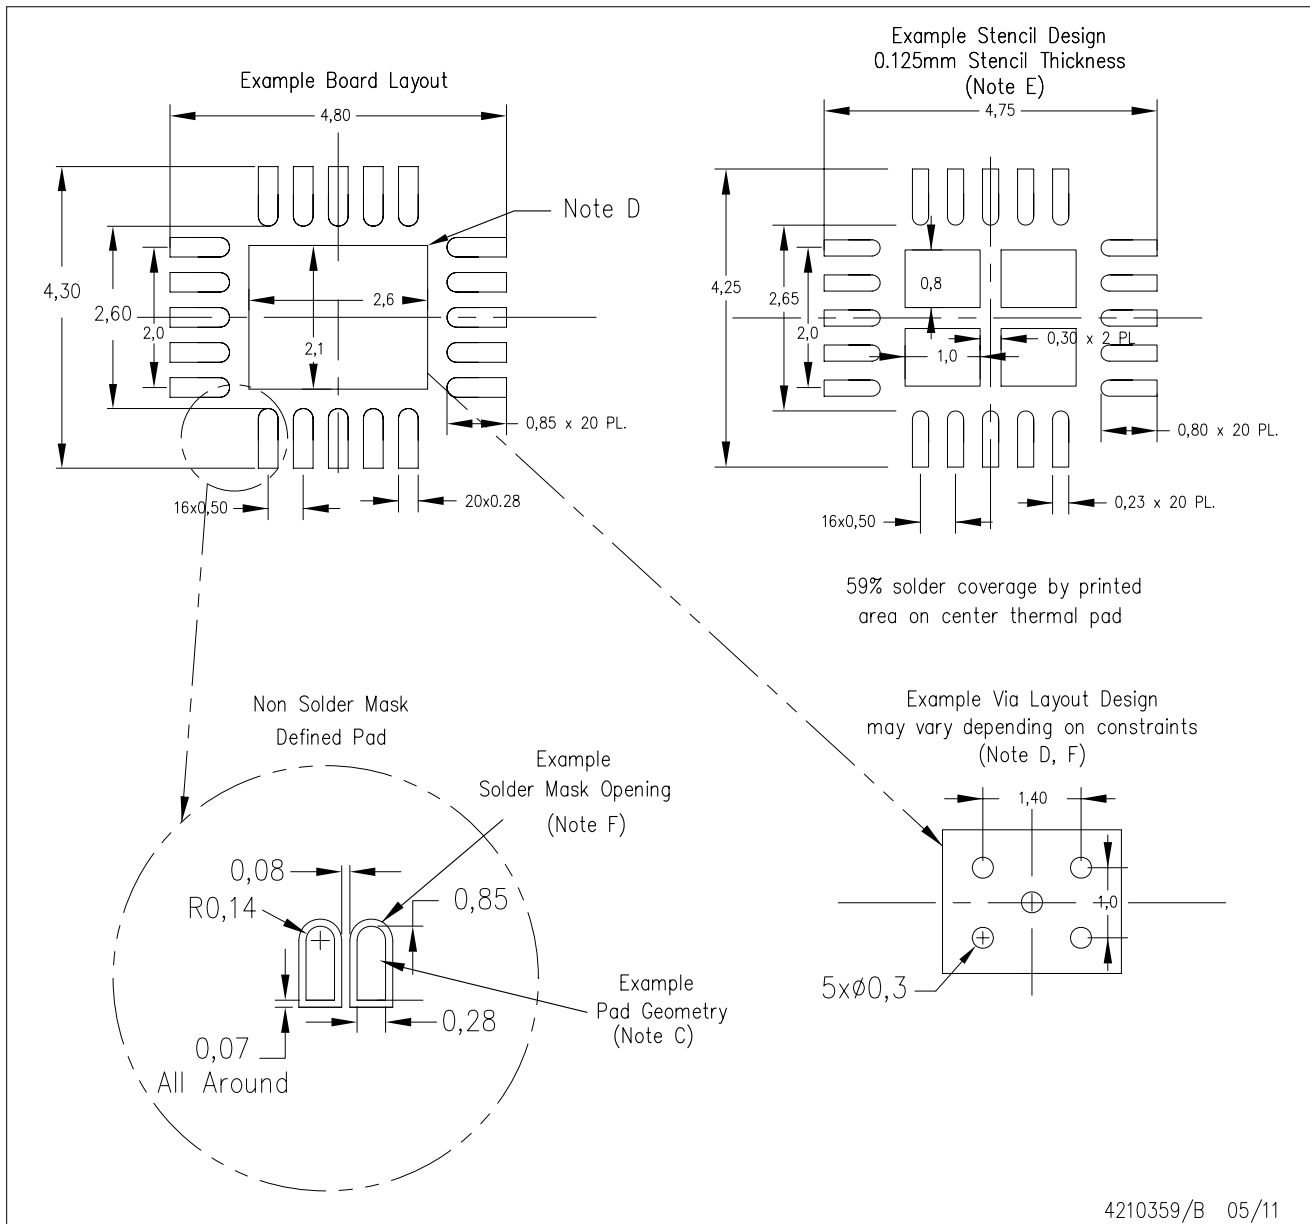 Example Board Layout
4,80
4,30
2,60
2,0
2,6
2,1
Note D
0,85 x 20 PL.
16x0,50
20x0.28
Example Stencil Design
0.125mm Stencil Thickness
(Note E)
4,75
4,25
2,65
2,0
0,8
0,30 x 2 PL
1,0
0,80 x 20 PL.
0,23 x 20 PL.
16x0,50
59% solder coverage by printed
area on center thermal pad
Non Solder Mask
Defined Pad
Example
Solder Mask Opening
(Note F)
0,08
R0,14
0,85
Example
Pad Geometry
(Note C)
0,28
0,07
All Around
Example Via Layout Design
may vary depending on constraints
(Note D, F)
1,40
1,0
5xø0,3
4210359/B 05/11